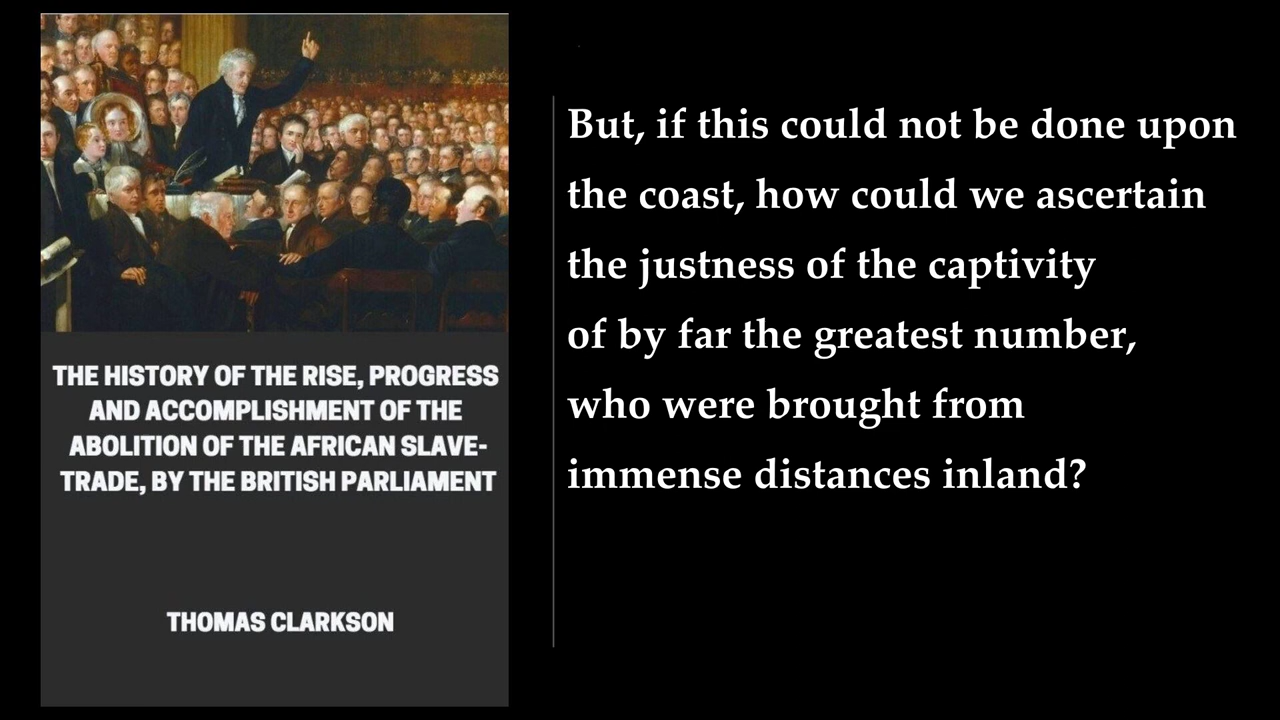 THE HISTORY OF THE RISE, PROGRESS
AND ACCOMPLISHMENT OF THE
ABOLITION OF THE AFRICAN SLAVE-
TRADE, BY THE BRITISH PARLIAMENT
THOMAS CLARKSON
But, if this could not be done upon
the coast, how could we ascertain
the justness of the captivity
of by far the greatest number,
who were brought from
immense distances inland?